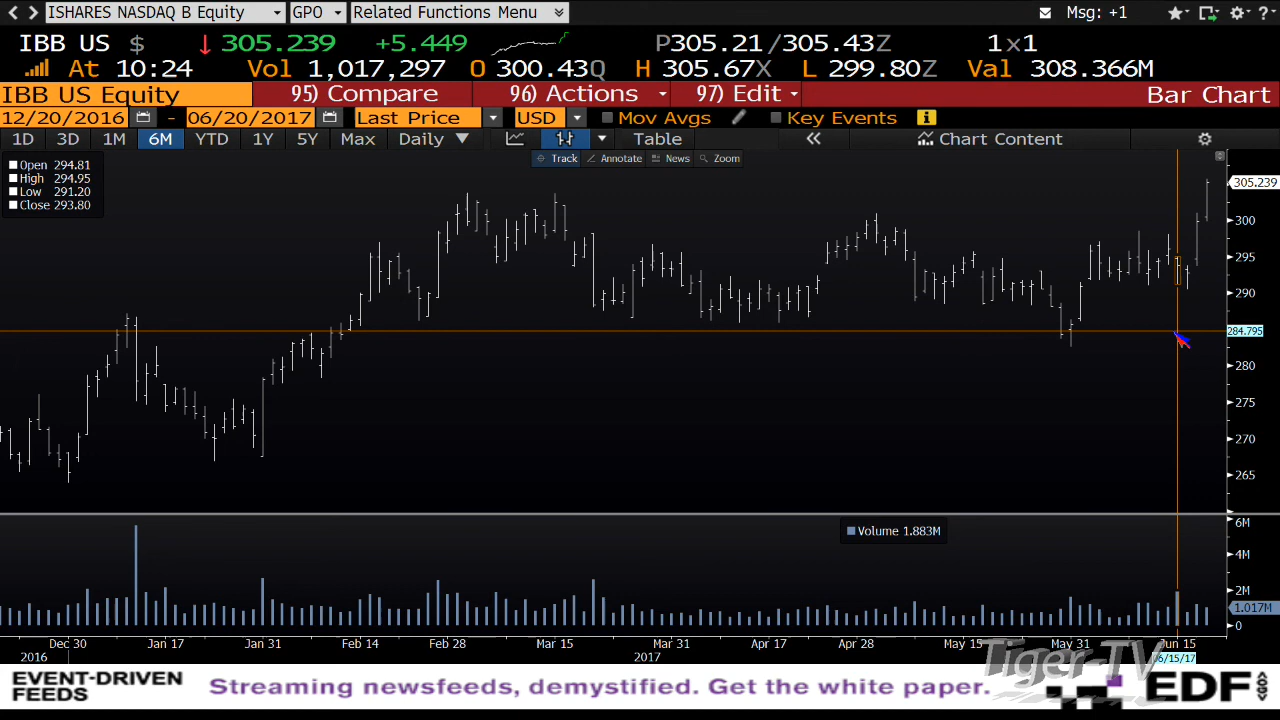 ISHARES NASDAQ B Equity GPO Related Functions Menu Msg: +1 ?
IBB US $ 305.239 +5.449 P305.21/305.43Z 1x1
At 10:24 Vol 1,017,297 O 300.43Q H 305.67X L 299.80Z Val 308.366M
IBB US Equity 95) Compare 96) Actions 97) Edit Bar Chart
12/20/2016 - 06/20/2017 Last Price USD Mov Avgs Key Events i
1D 3D 1M 6M YTD 1Y 5Y Max Daily Table « Chart Content
Track Annotate News Zoom
Open 294.81
High 294.95
Low 291.20
Close 293.80
305.239
300
295
290
284.795
280
275
270
265
Volume 1.883M
6M
4M
2M
1.017M
0
Dec 30 Jan 17 Jan 31 Feb 14 Feb 28 Mar 15 Mar 31 Apr 17 Apr 28 May 15 May 31 Jun 15
2016 2017 06/15/17
Tiger-TV
EVENT-DRIVEN
FEEDS
Streaming newsfeeds, demystified. Get the white paper.
EDF